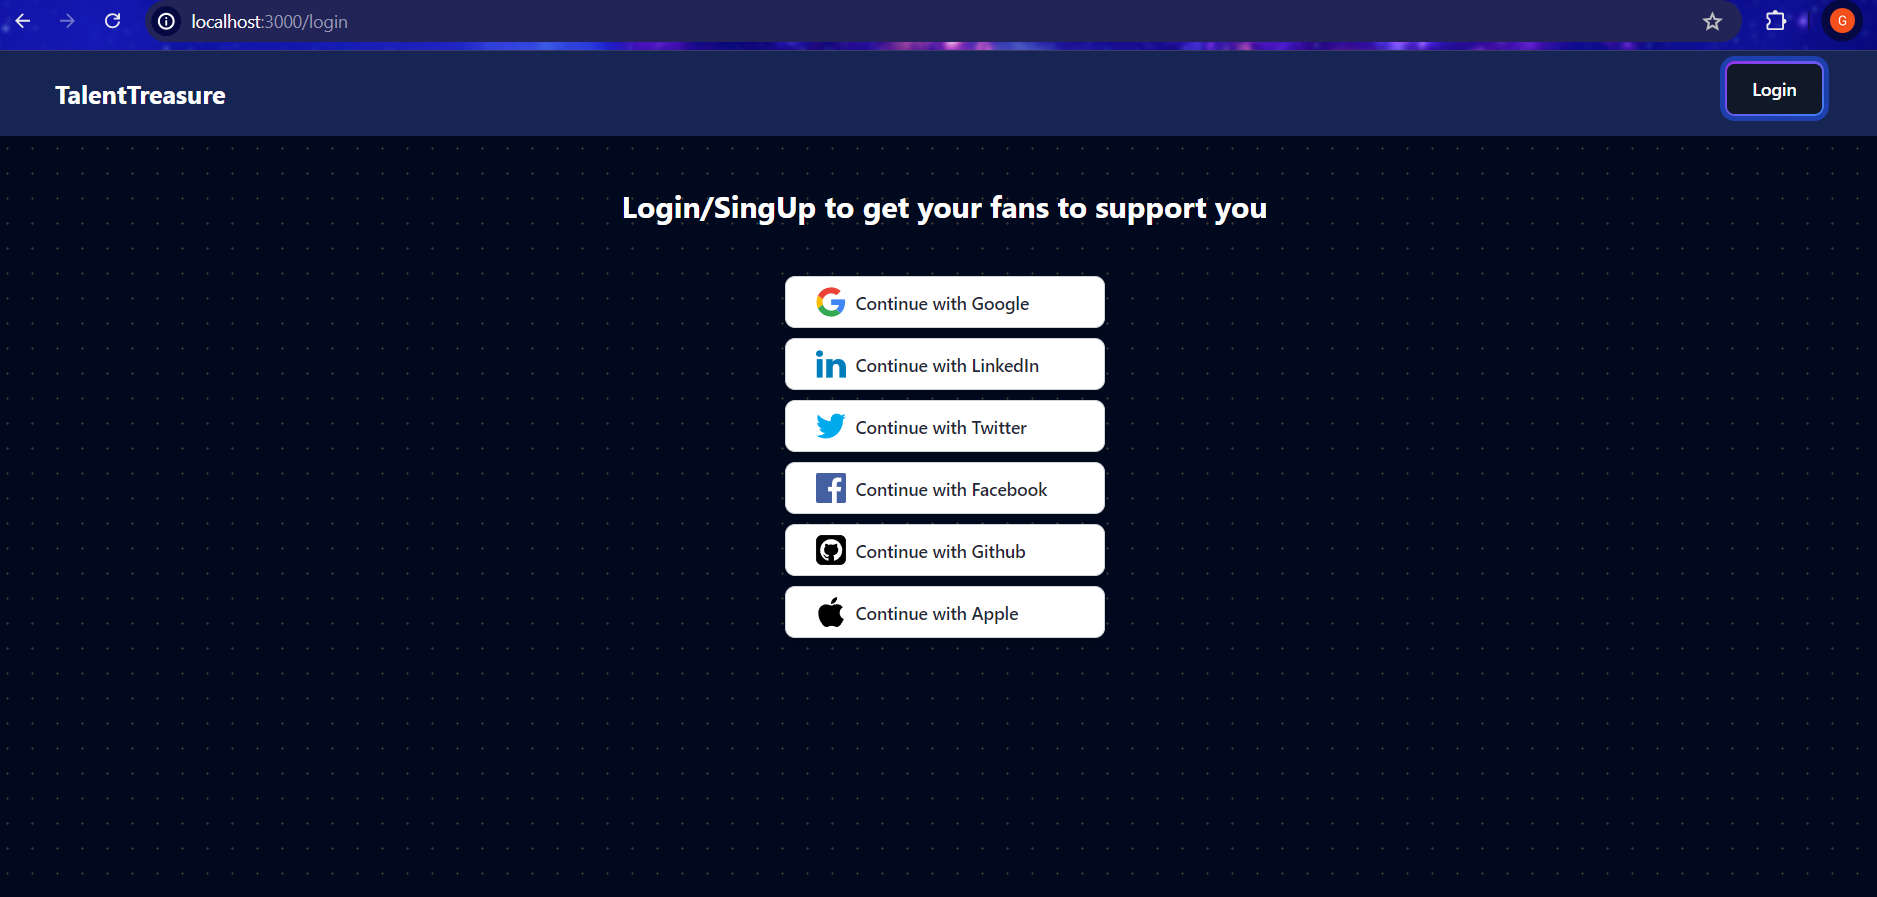 localhost:3000/login
G
TalentTreasure
Login
Login/SingUp to get your fans to support you
Continue with Google
Continue with LinkedIn
Continue with Twitter
Continue with Facebook
Continue with Github
Continue with Apple